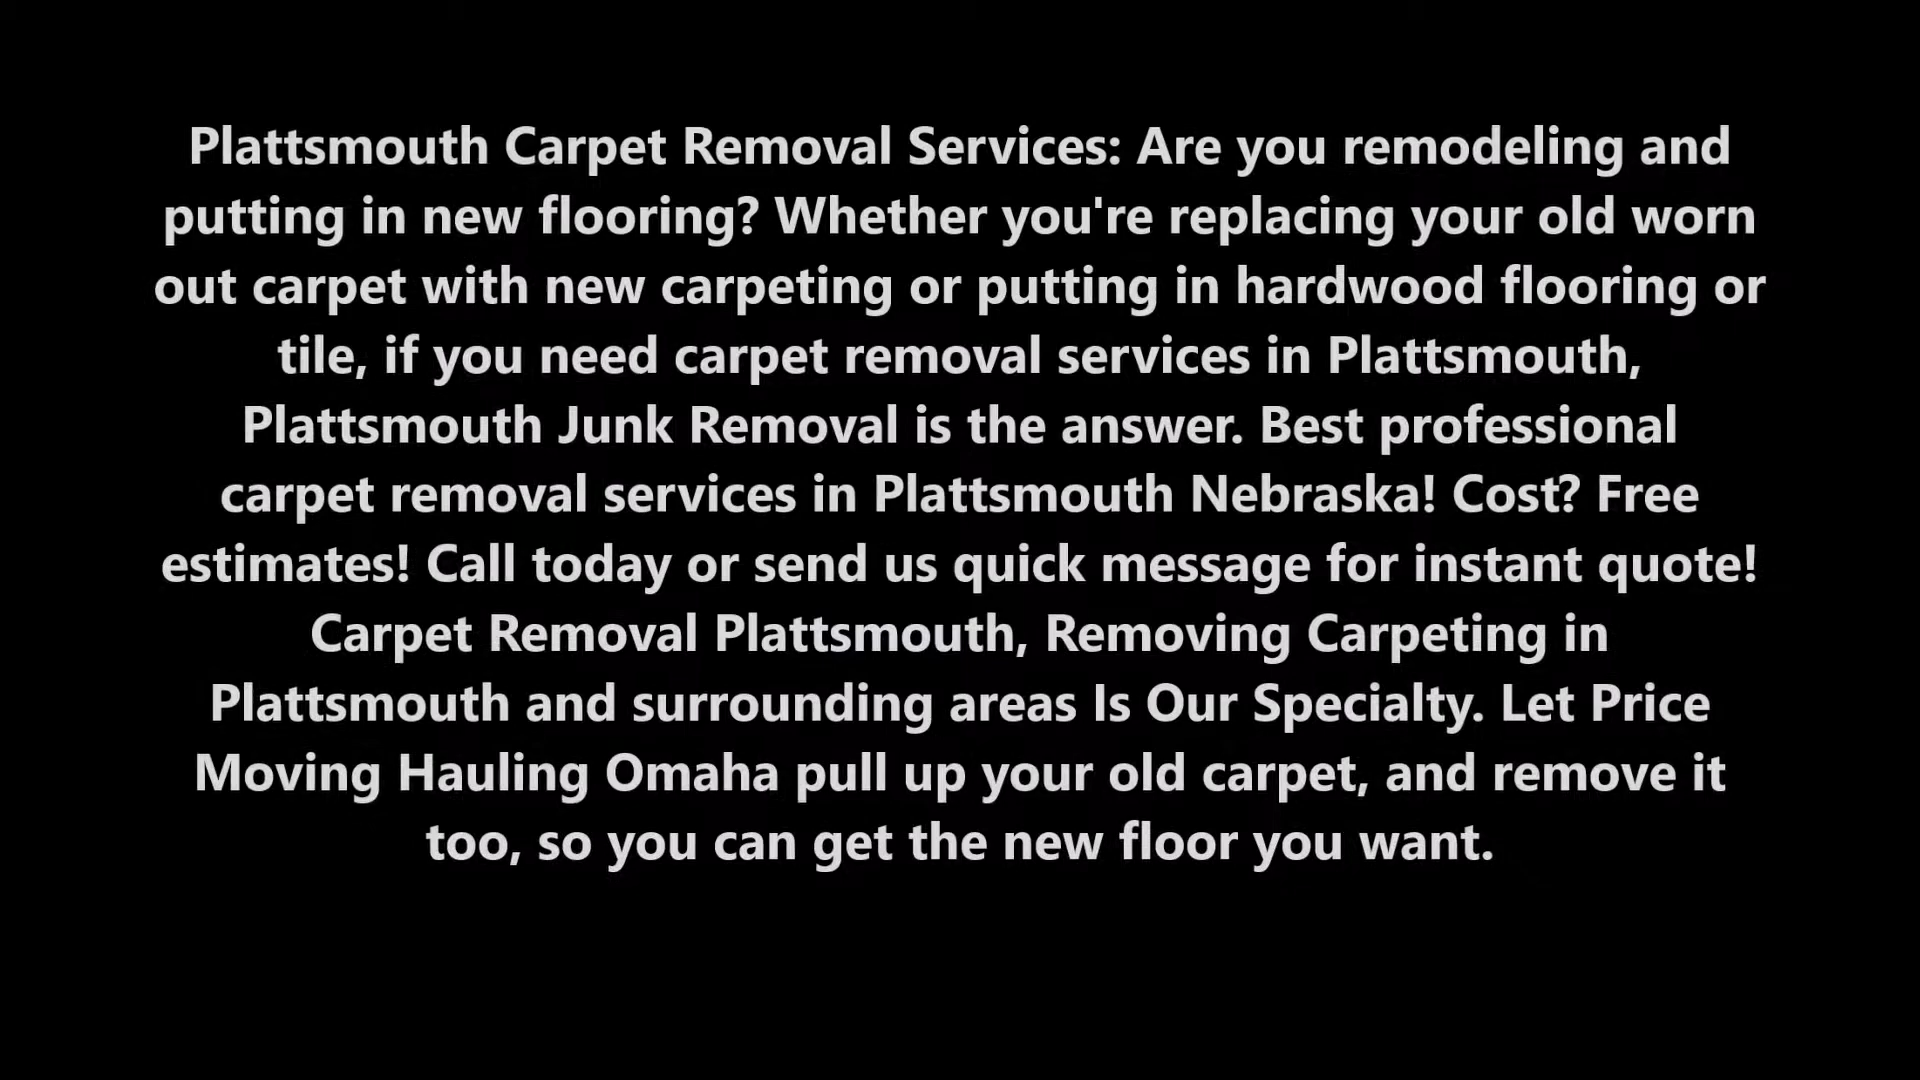 Plattsmouth Carpet Removal Services: Are you remodeling and
putting in new flooring? Whether you're replacing your old worn
out carpet with new carpeting or putting in hardwood flooring or
tile, if you need carpet removal services in Plattsmouth,
Plattsmouth Junk Removal is the answer. Best professional
carpet removal services in Plattsmouth Nebraska! Cost? Free
estimates! Call today or send us quick message for instant quote!
Carpet Removal Plattsmouth, Removing Carpeting in
Plattsmouth and surrounding areas Is Our Specialty. Let Price
Moving Hauling Omaha pull up your old carpet, and remove it
too, so you can get the new floor you want.